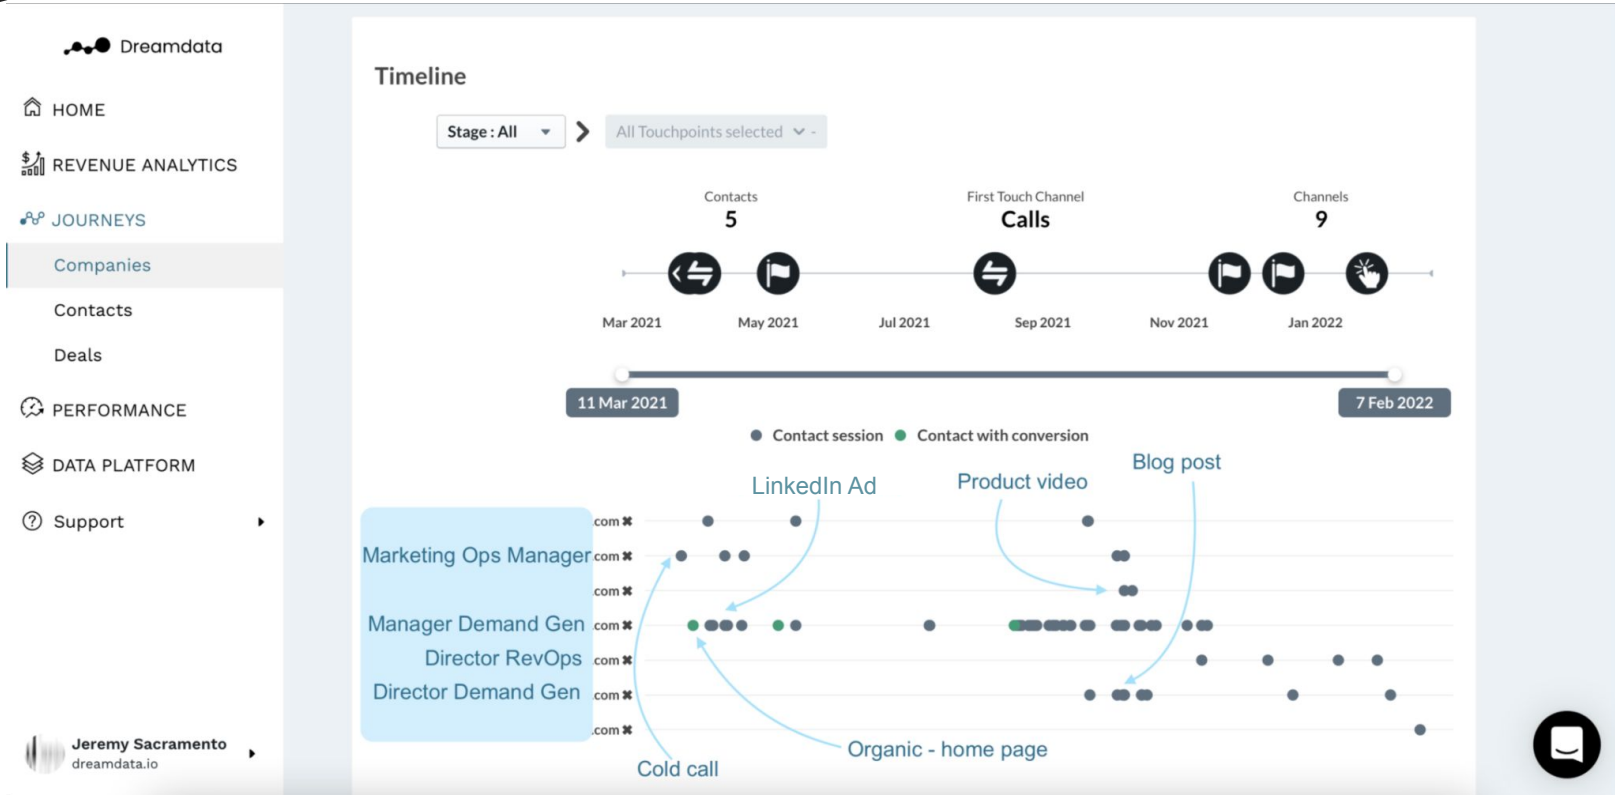 Dreamdata
HOME
REVENUE ANALYTICS
JOURNEYS
Companies
Contacts
Deals
PERFORMANCE
DATA PLATFORM
Support
Jeremy Sacramento
dreamdata.io
Timeline
Stage : All
All Touchpoints selected -
Contacts
5
First Touch Channel
Calls
Channels
9
Mar 2021 May 2021 Jul 2021 Sep 2021 Nov 2021 Jan 2022
11 Mar 2021
7 Feb 2022
Contact session
Contact with conversion
LinkedIn Ad
Product video
Blog post
.com ✖
Marketing Ops Manager .com ✖
.com ✖
Manager Demand Gen .com ✖
Director RevOps .com ✖
Director Demand Gen .com ✖
.com ✖
Organic - home page
Cold call